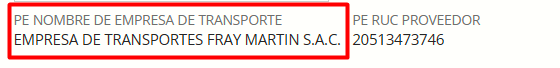 PE NOMBRE DE EMPRESA DE TRANSPORTE PE RUC PROVEEDOR
EMPRESA DE TRANSPORTES FRAY MARTIN S.A.C. 20513473746